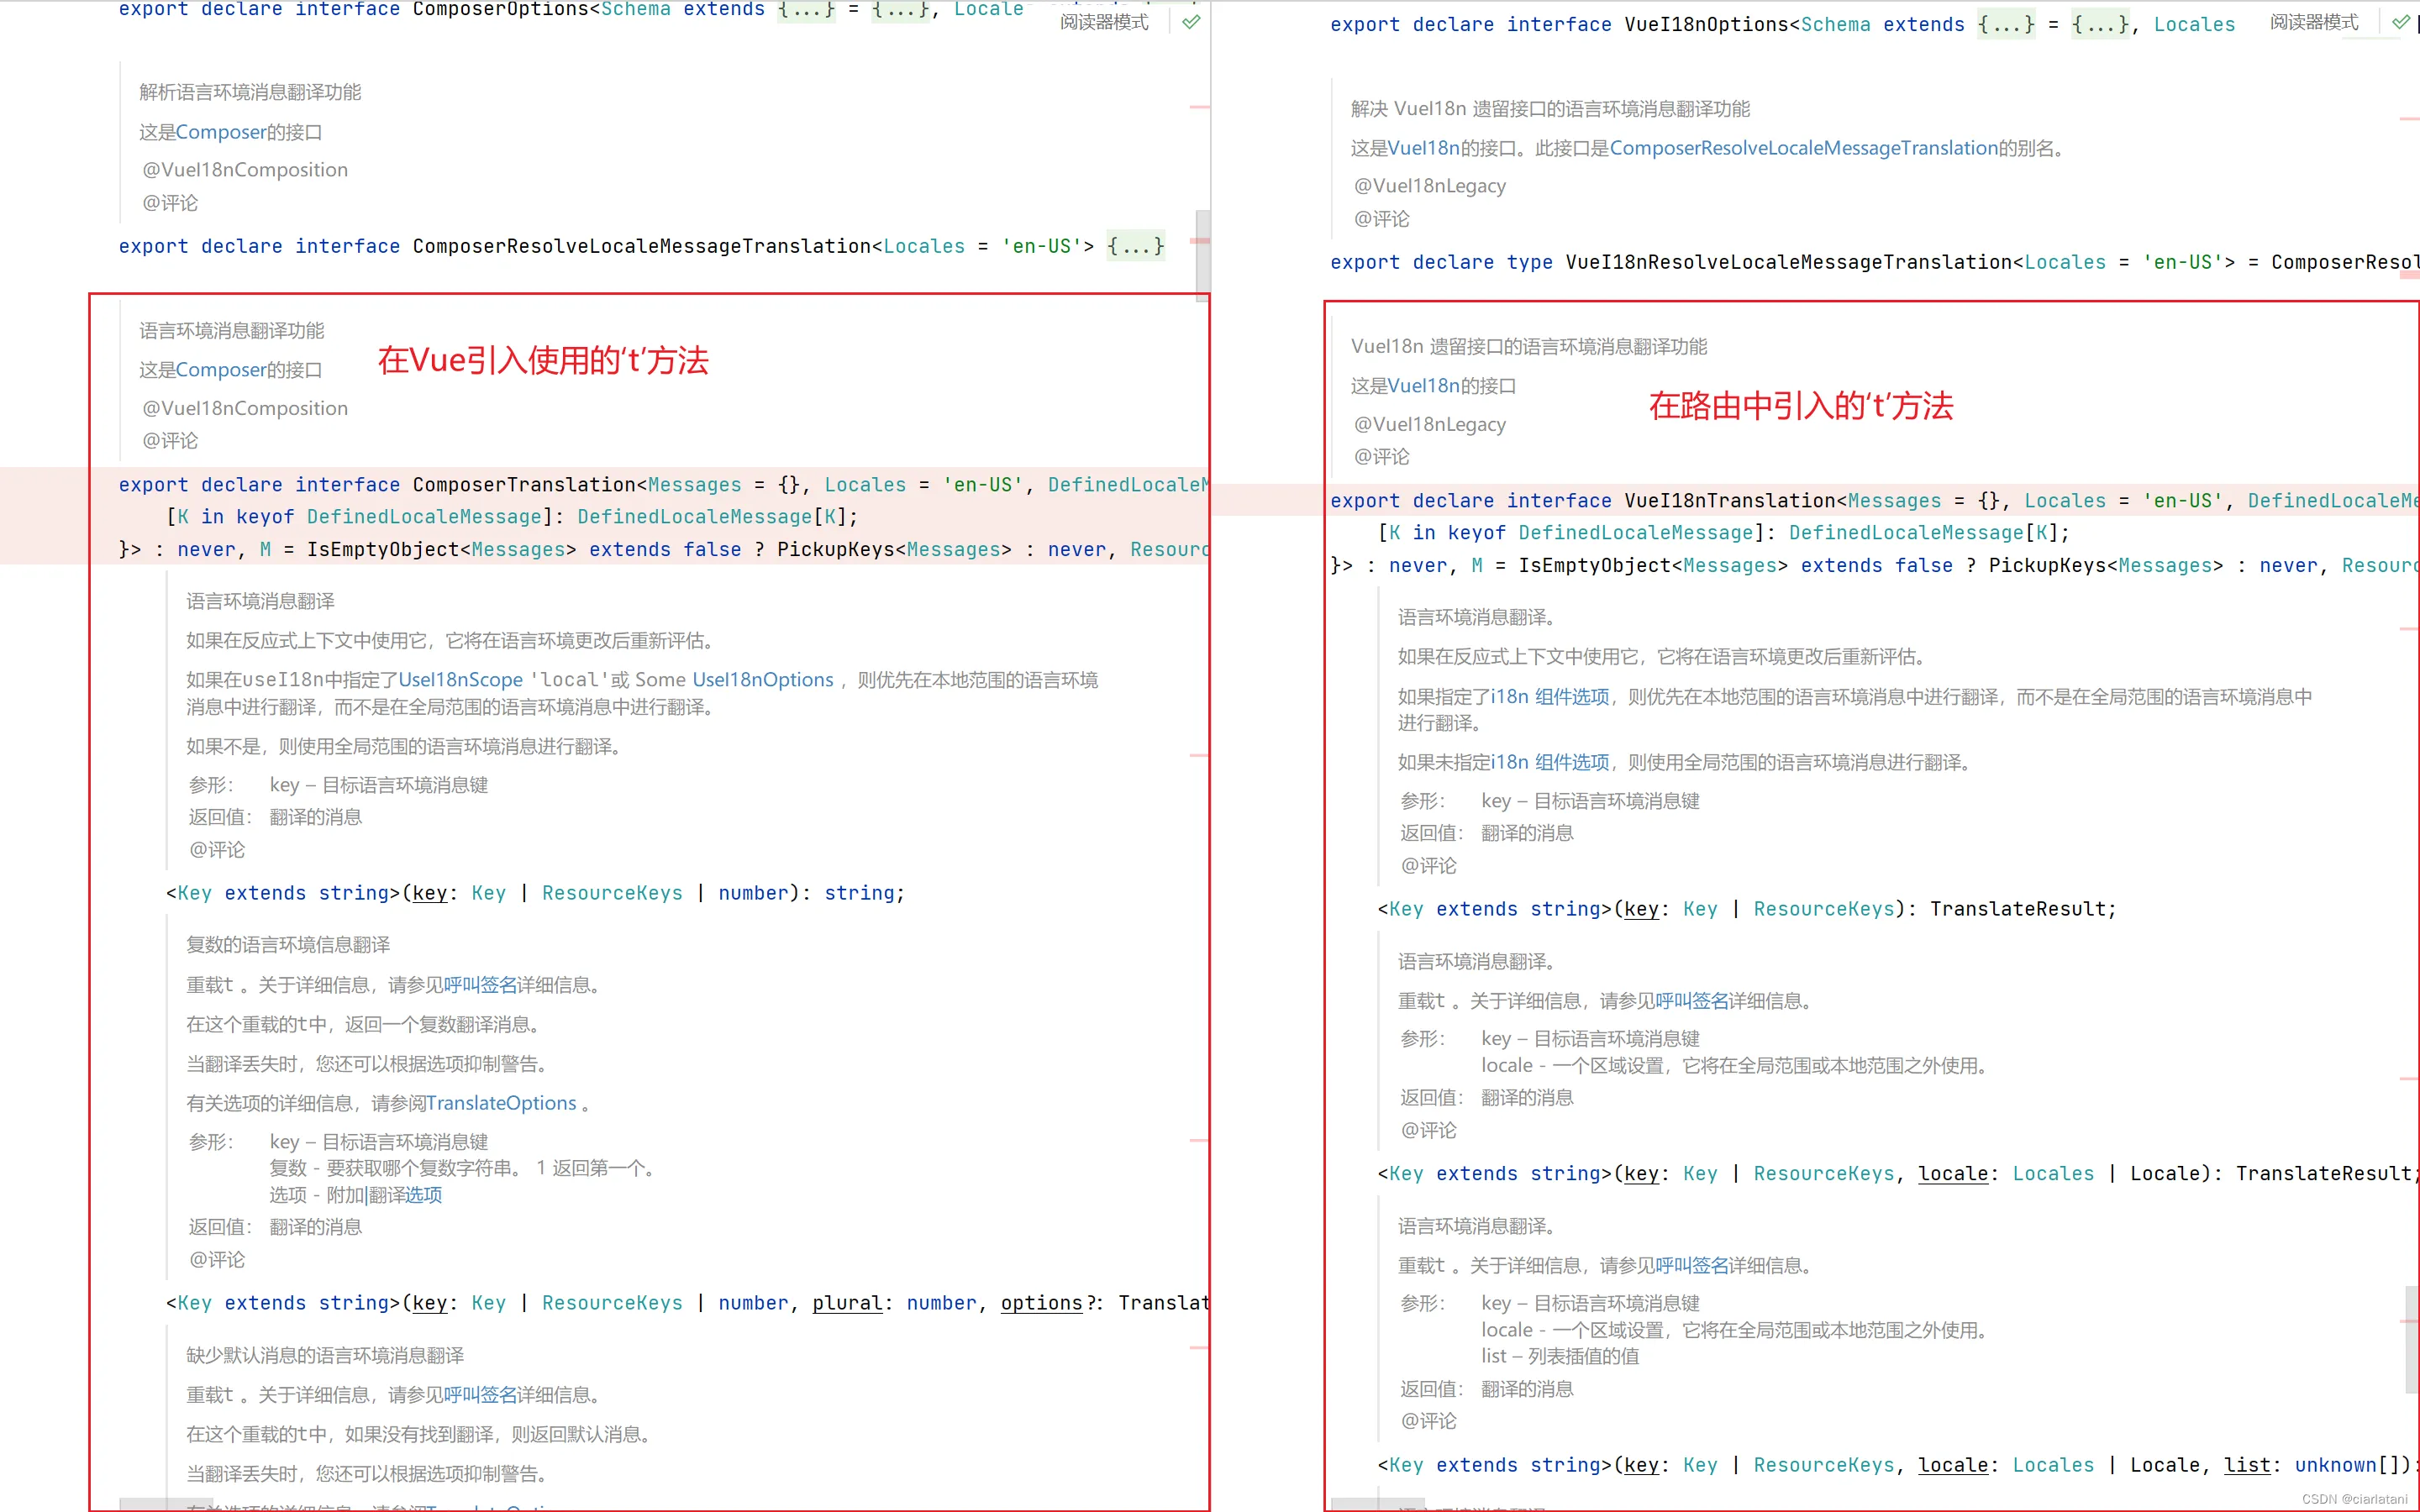 export declare interface ComposerOptions<Schema extends {...} = {...}, Locale
阅读器模式
解析语言环境消息翻译功能
这是Composer的接口
@VueI18nComposition
@评论
export declare interface ComposerResolveLocaleMessageTranslation<Locales = 'en-US'> {...}
语言环境消息翻译功能
在Vue引入使用的‘t’方法
这是Composer的接口
@VueI18nComposition
@评论
export declare interface ComposerTranslation<Messages = {}, Locales = 'en-US', DefinedLocaleM
[K in keyof DefinedLocaleMessage]: DefinedLocaleMessage[K];
}> : never, M = IsEmptyObject<Messages> extends false ? PickupKeys<Messages> : never, Resourc
语言环境消息翻译
如果在反应式上下文中使用它，它将在语言环境更改后重新评估。
如果在useI18n中指定了UseI18nScope 'local'或 Some UseI18nOptions ，则优先在本地范围的语言环境
消息中进行翻译，而不是在全局范围的语言环境消息中进行翻译。
如果不是，则使用全局范围的语言环境消息进行翻译。
参形： key – 目标语言环境消息键
返回值： 翻译的消息
@评论
<Key extends string>(key: Key | ResourceKeys | number): string;
复数的语言环境信息翻译
重载t 。关于详细信息，请参见呼叫签名详细信息。
在这个重载的t中，返回一个复数翻译消息。
当翻译丢失时，您还可以根据选项抑制警告。
有关选项的详细信息，请参阅TranslateOptions 。
参形： key – 目标语言环境消息键
复数 - 要获取哪个复数字符串。 1 返回第一个。
选项 - 附加|翻译选项
返回值： 翻译的消息
@评论
<Key extends string>(key: Key | ResourceKeys | number, plural: number, options?: Translat
缺少默认消息的语言环境消息翻译
重载t 。关于详细信息，请参见呼叫签名详细信息。
在这个重载的t中，如果没有找到翻译，则返回默认消息。
当翻译丢失时，您还可以根据选项抑制警告。
export declare interface VueI18nOptions<Schema extends {...} = {...}, Locales
阅读器模式
解决 VueI18n 遗留接口的语言环境消息翻译功能
这是VueI18n的接口。此接口是ComposerResolveLocaleMessageTranslation的别名。
@VueI18nLegacy
@评论
export declare type VueI18nResolveLocaleMessageTranslation<Locales = 'en-US'> = ComposerResol
VueI18n 遗留接口的语言环境消息翻译功能
这是VueI18n的接口
在路由中引入的‘t’方法
@VueI18nLegacy
@评论
export declare interface VueI18nTranslation<Messages = {}, Locales = 'en-US', DefinedLocaleMe
[K in keyof DefinedLocaleMessage]: DefinedLocaleMessage[K];
}> : never, M = IsEmptyObject<Messages> extends false ? PickupKeys<Messages> : never, Resourc
语言环境消息翻译。
如果在反应式上下文中使用它，它将在语言环境更改后重新评估。
如果指定了i18n 组件选项，则优先在本地范围的语言环境消息中进行翻译，而不是在全局范围的语言环境消息中
进行翻译。
如果未指定i18n 组件选项，则使用全局范围的语言环境消息进行翻译。
参形： key – 目标语言环境消息键
返回值： 翻译的消息
@评论
<Key extends string>(key: Key | ResourceKeys): TranslateResult;
语言环境消息翻译。
重载t 。关于详细信息，请参见呼叫签名详细信息。
参形： key – 目标语言环境消息键
locale - 一个区域设置，它将在全局范围或本地范围之外使用。
返回值： 翻译的消息
@评论
<Key extends string>(key: Key | ResourceKeys, locale: Locales | Locale): TranslateResult;
语言环境消息翻译。
重载t 。关于详细信息，请参见呼叫签名详细信息。
参形： key – 目标语言环境消息键
locale - 一个区域设置，它将在全局范围或本地范围之外使用。
list – 列表插值的值
返回值： 翻译的消息
@评论
<Key extends string>(key: Key | ResourceKeys, locale: Locales | Locale, list: unknown[]):
CSDN @ciarlatani